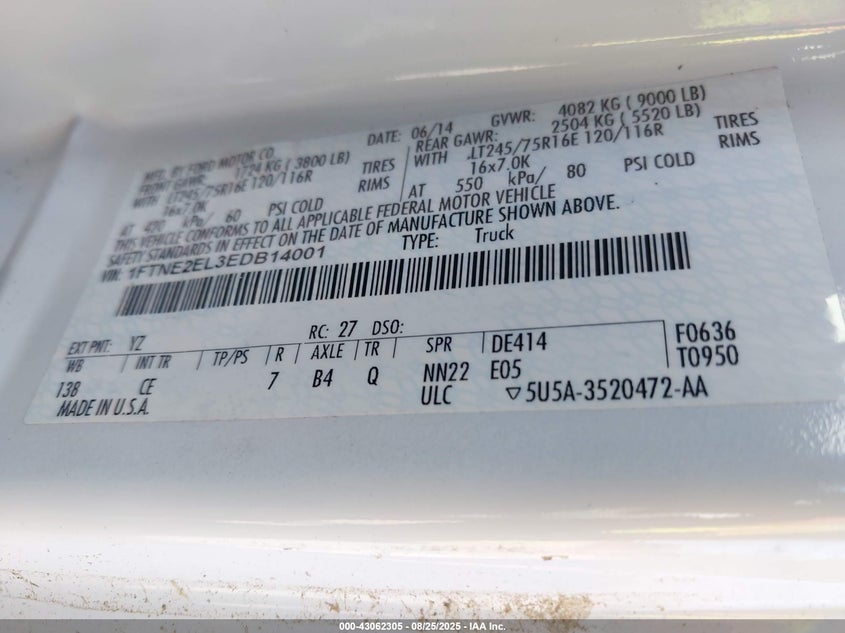 MFD. BY FORD MOTOR CO.
DATE: 06/14 GVWR: 4082 KG ( 9000 LB)
FRONT GAWR: 1724 KG ( 3800 LB) REAR GAWR: 2504 KG ( 5520 LB)
WITH LT245/75R16E 120/116R TIRES WITH LT245/75R16E 120/116R TIRES
16x7.0K RIMS 16x7.0K RIMS
AT 420 kPa/ 60 PSI COLD AT 550 kPa/ 80 PSI COLD
THIS VEHICLE CONFORMS TO ALL APPLICABLE FEDERAL MOTOR VEHICLE
SAFETY STANDARDS IN EFFECT ON THE DATE OF MANUFACTURE SHOWN ABOVE.
VIN: 1FTNE2EL3EDB14001 TYPE: Truck
EXT PNT: YZ RC: 27 DSO:
WB INT TR TP/PS R AXLE TR SPR DE414 F0636
138 CE 7 B4 Q NN22 E05 T0950
MADE IN U.S.A. ULC ▽5U5A-3520472-AA
000-43062305 - 08/25/2025 - IAA Inc.